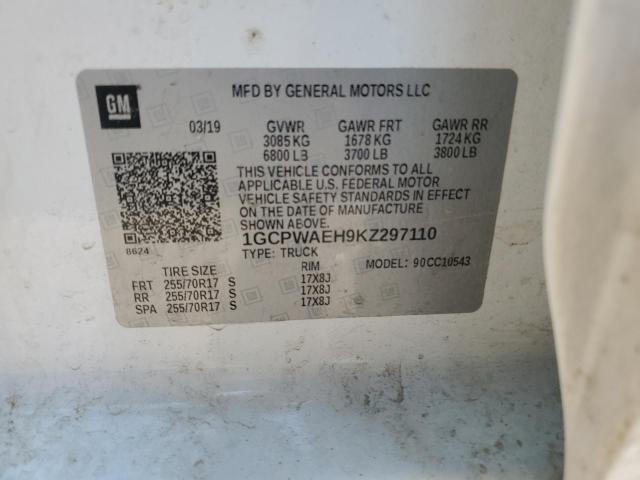 GM
MFD BY GENERAL MOTORS LLC
03/19 GVWR GAWR FRT GAWR RR
3085 KG 1678 KG 1724 KG
6800 LB 3700 LB 3800 LB
THIS VEHICLE CONFORMS TO ALL
APPLICABLE U.S. FEDERAL MOTOR
VEHICLE SAFETY STANDARDS IN EFFECT
ON THE DATE OF MANUFACTURE
SHOWN ABOVE.
1GCPWAEH9KZ297110
8624
TYPE: TRUCK MODEL: 90CC10543
TIRE SIZE RIM
FRT 255/70R17 S 17X8J
RR 255/70R17 S 17X8J
SPA 255/70R17 S 17X8J